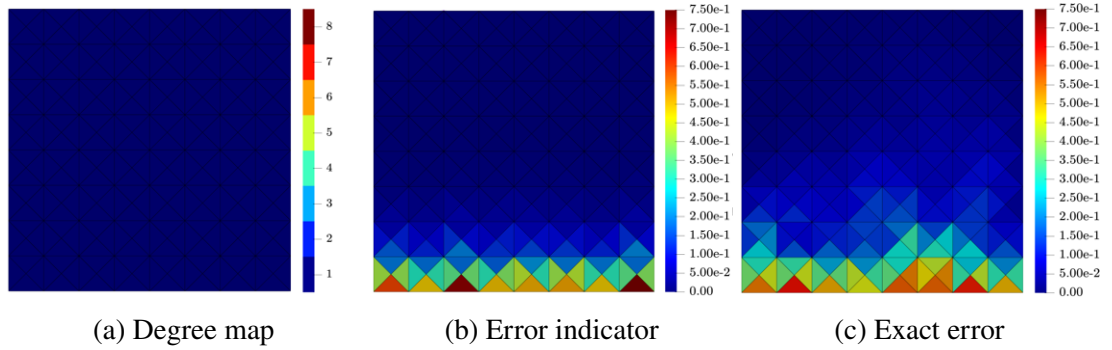 8
7
6
5
4
3
2
1
7.50e-1
7.00e-1
6.50e-1
6.00e-1
5.50e-1
5.00e-1
4.50e-1
4.00e-1
3.50e-1
3.00e-1
2.50e-1
2.00e-1
1.50e-1
1.00e-1
5.00e-2
0.00
7.50e-1
7.00e-1
6.50e-1
6.00e-1
5.50e-1
5.00e-1
4.50e-1
4.00e-1
3.50e-1
3.00e-1
2.50e-1
2.00e-1
1.50e-1
1.00e-1
5.00e-2
0.00
(a) Degree map
(b) Error indicator
(c) Exact error